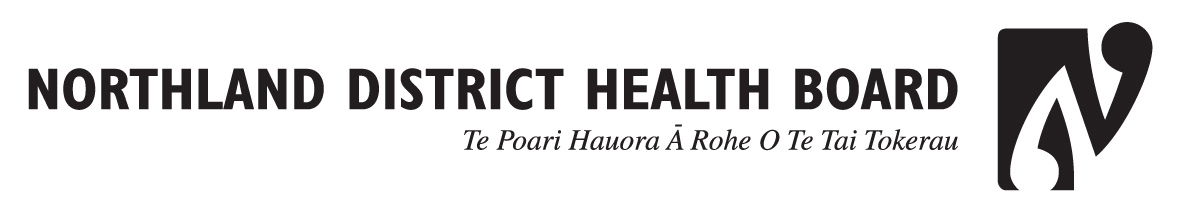 NORTHLAND DISTRICT HEALTH BOARD
Te Poari Hauora Ā Rohe O Te Tai Tokerau